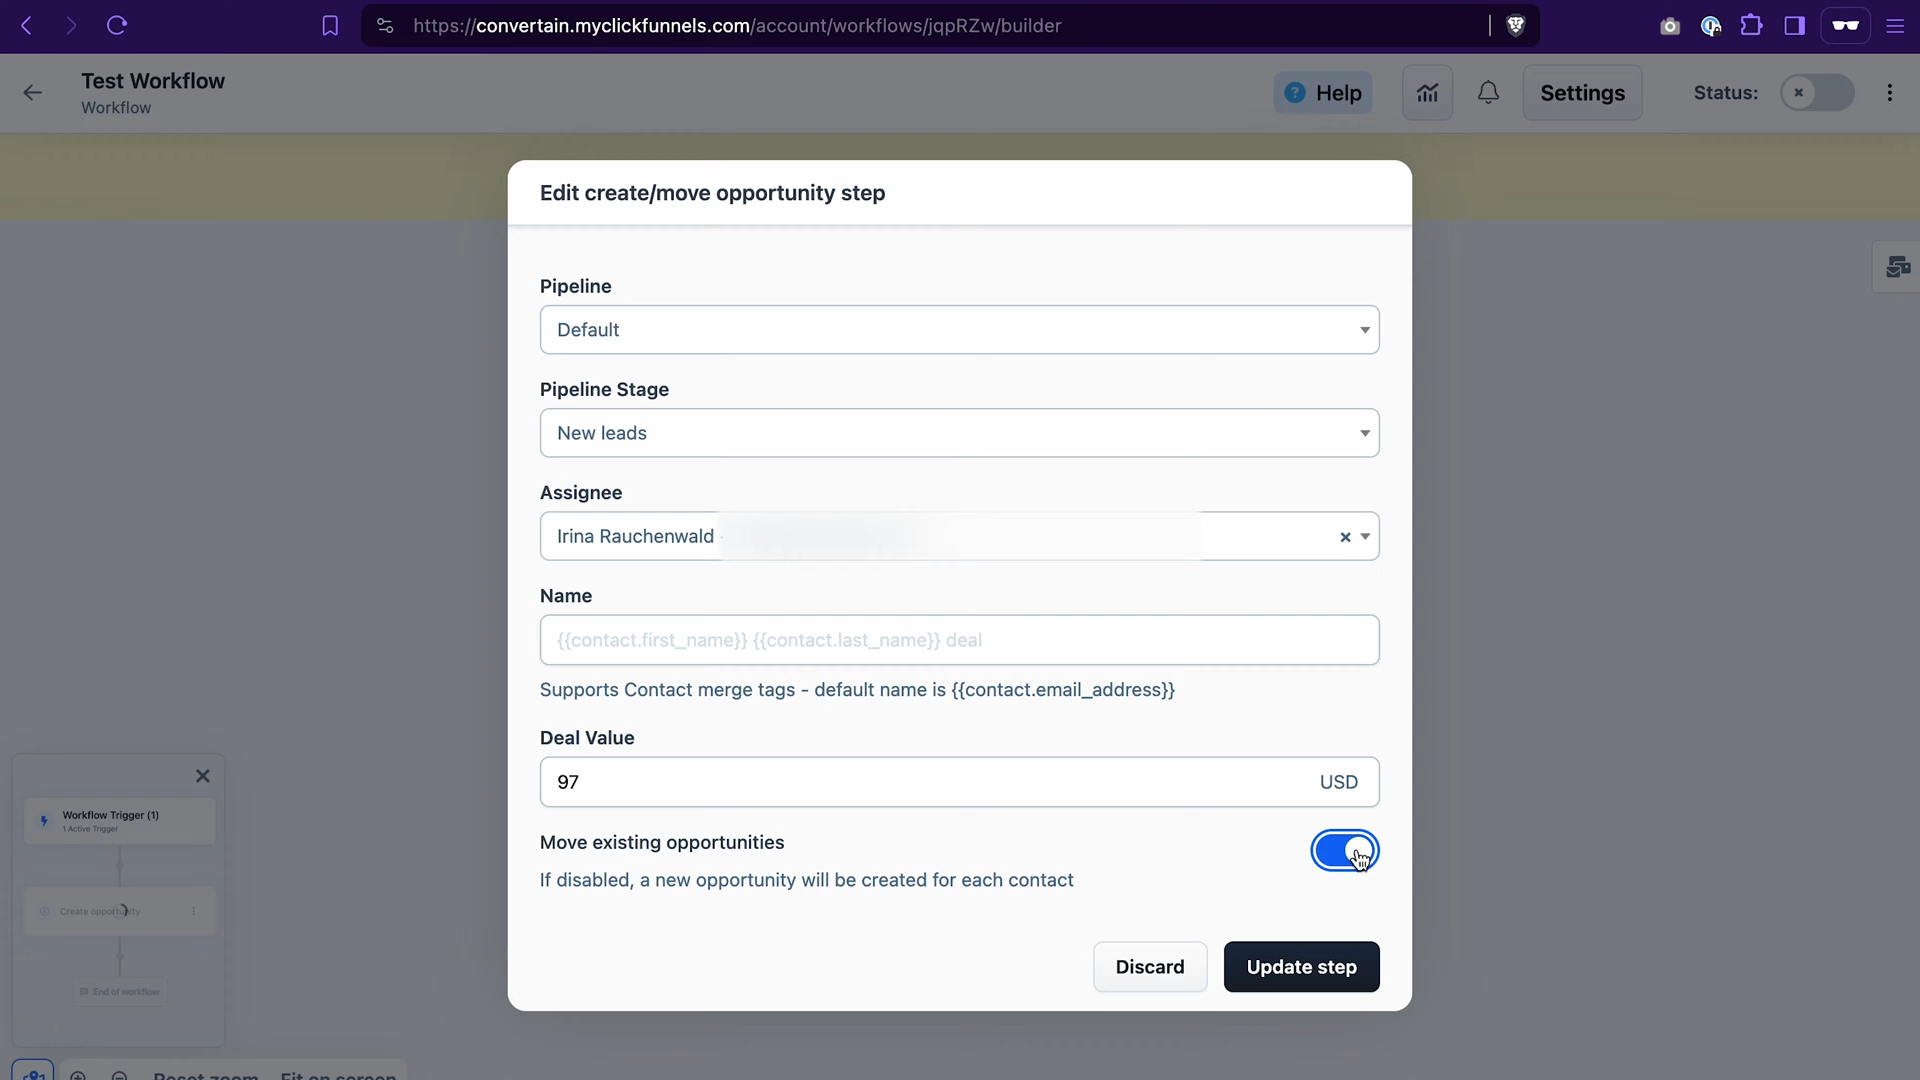 https://convertain.myclickfunnels.com/account/workflows/jqpRZw/builder
Test Workflow
Workflow
Help
Settings
Status:
Edit create/move opportunity step
Pipeline
Default
Pipeline Stage
New leads
Assignee
Irina Rauchenwald
Name
{{contact.first_name}} {{contact.last_name}} deal
Supports Contact merge tags - default name is {{contact.email_address}}
Deal Value
97 USD
Move existing opportunities
If disabled, a new opportunity will be created for each contact
Discard
Update step
Workflow Trigger (1)
1 Active Trigger
Create opportunity
End of workflow
Reset zoom Fit on screen